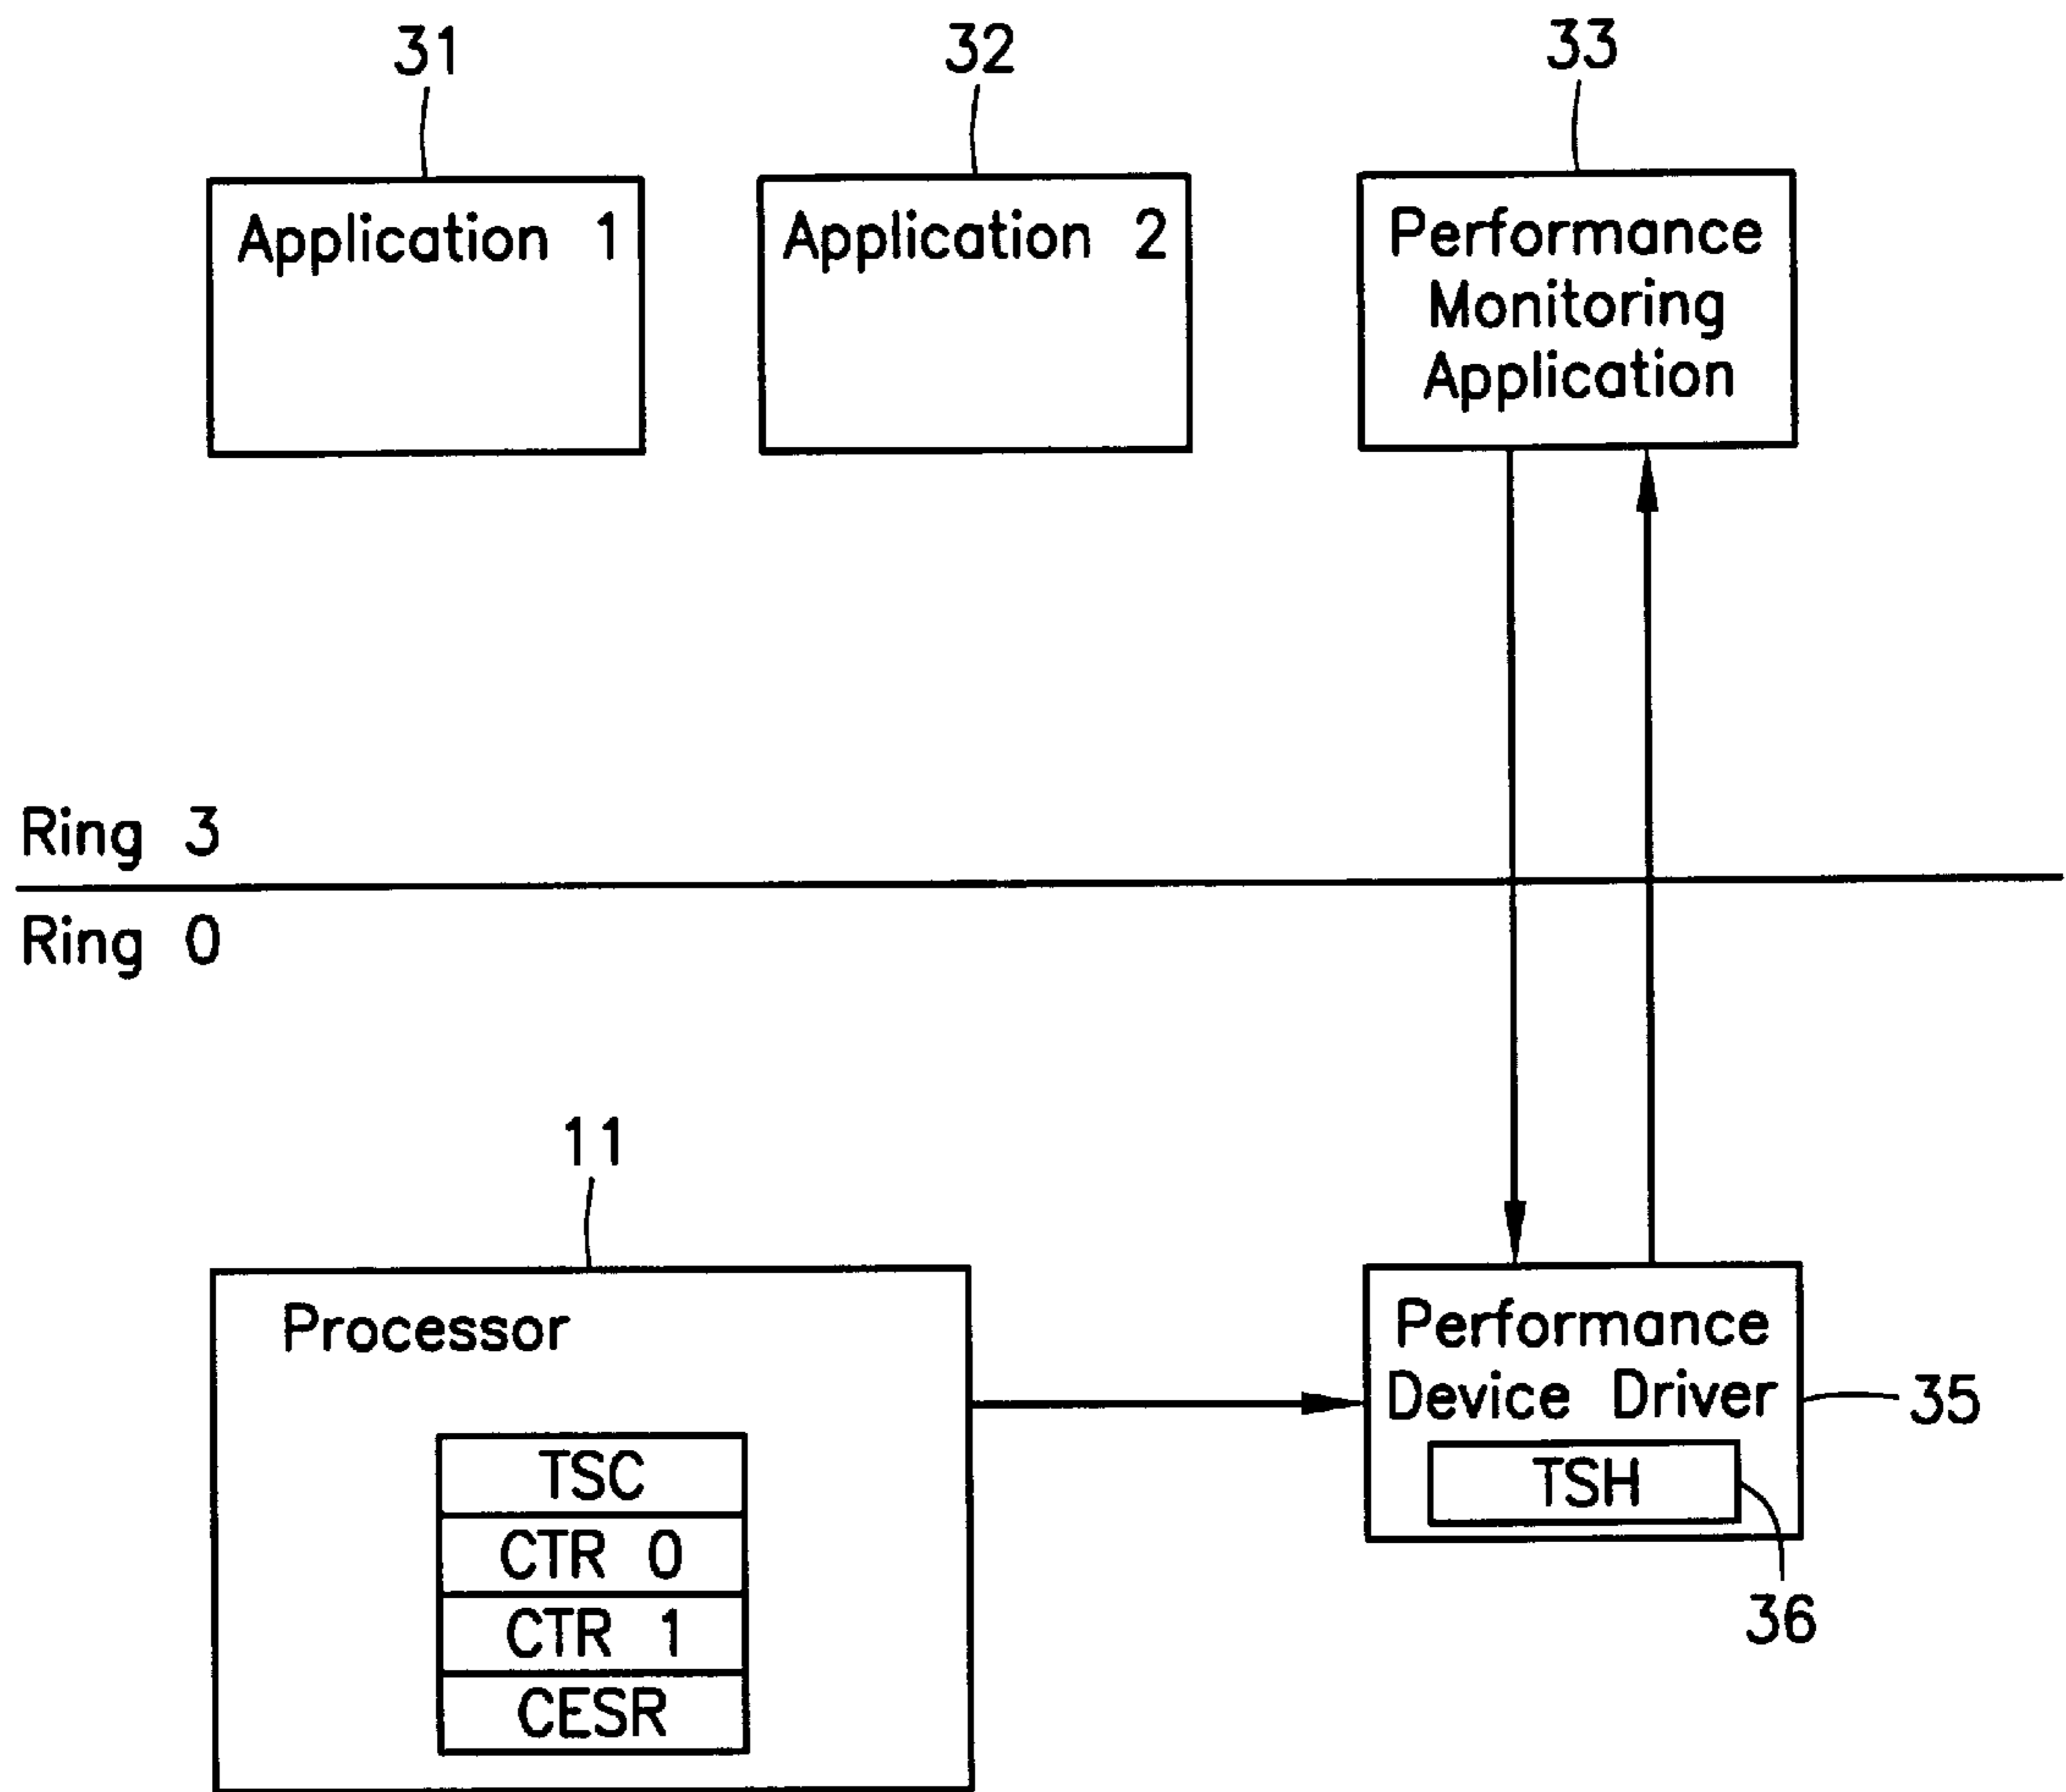 31
32
33
Application 1
Application 2
Performance
Monitoring
Application
Ring 3
Ring 0
11
Processor
TSC
CTR 0
CTR 1
CESR
Performance
Device Driver
TSH
35
36